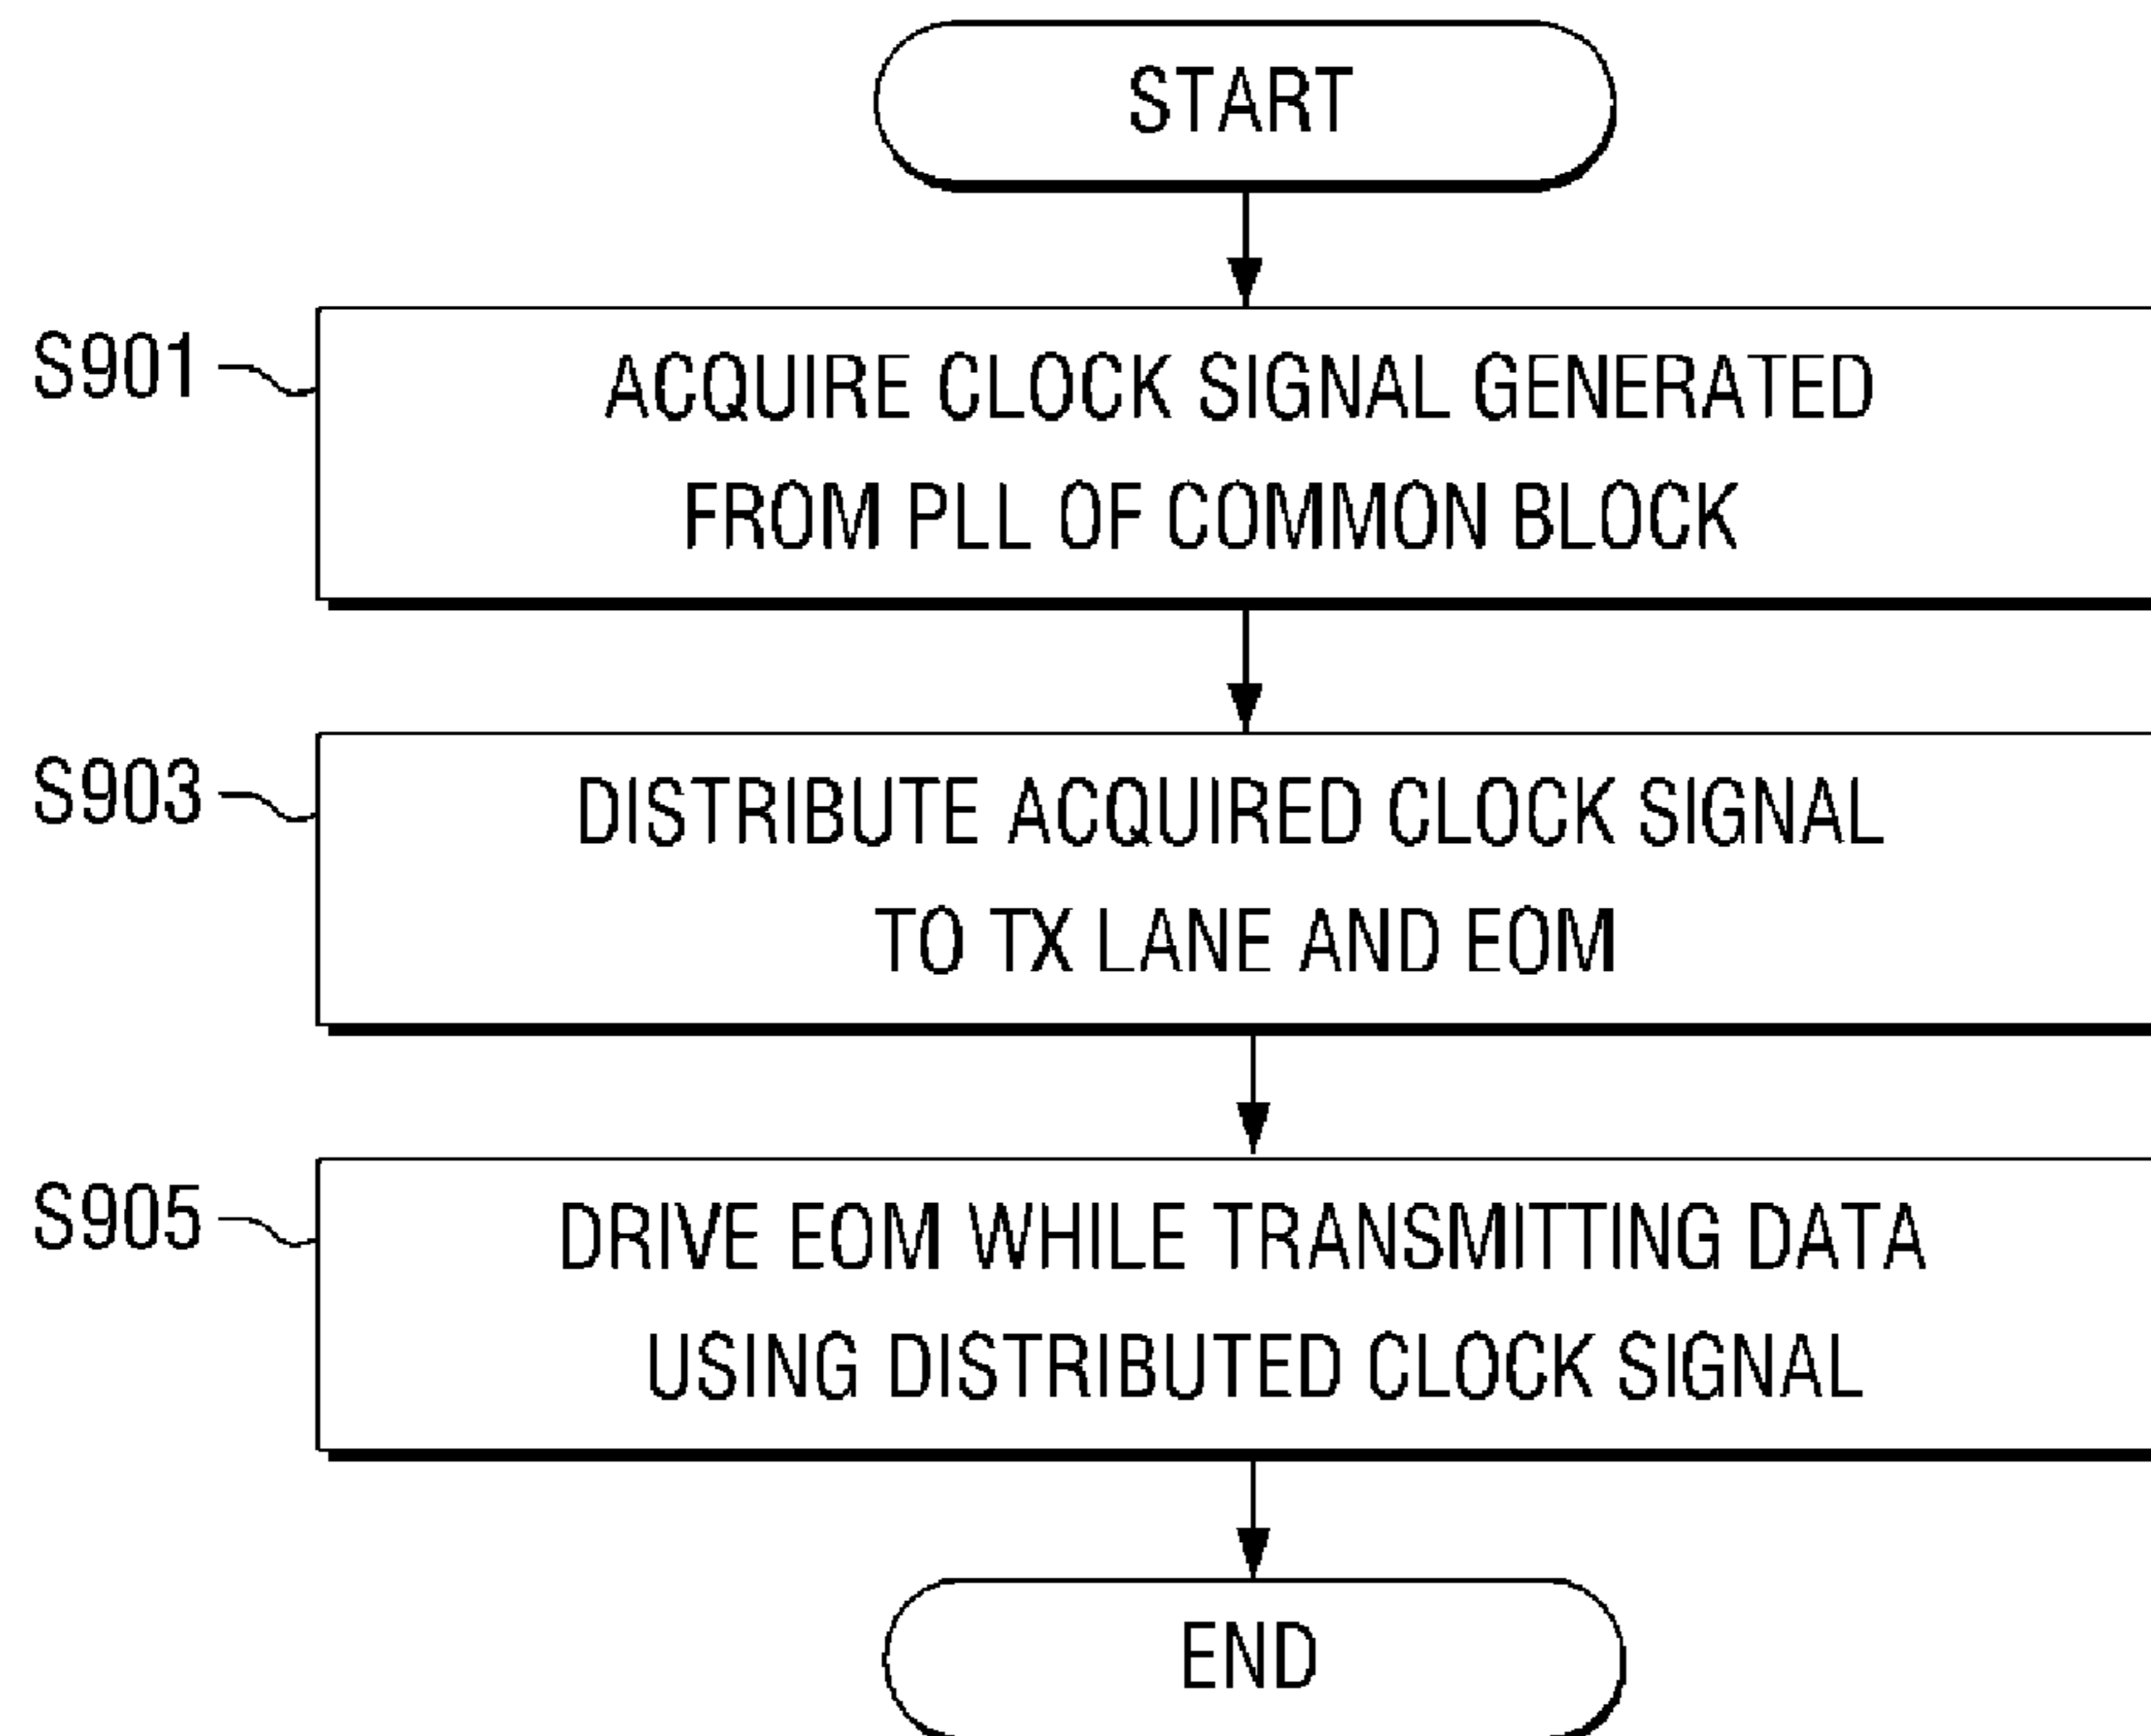 START
S901
ACQUIRE CLOCK SIGNAL GENERATED
FROM PLL OF COMMON BLOCK
S903
DISTRIBUTE ACQUIRED CLOCK SIGNAL
TO TX LANE AND EOM
S905
DRIVE EOM WHILE TRANSMITTING DATA
USING DISTRIBUTED CLOCK SIGNAL
END